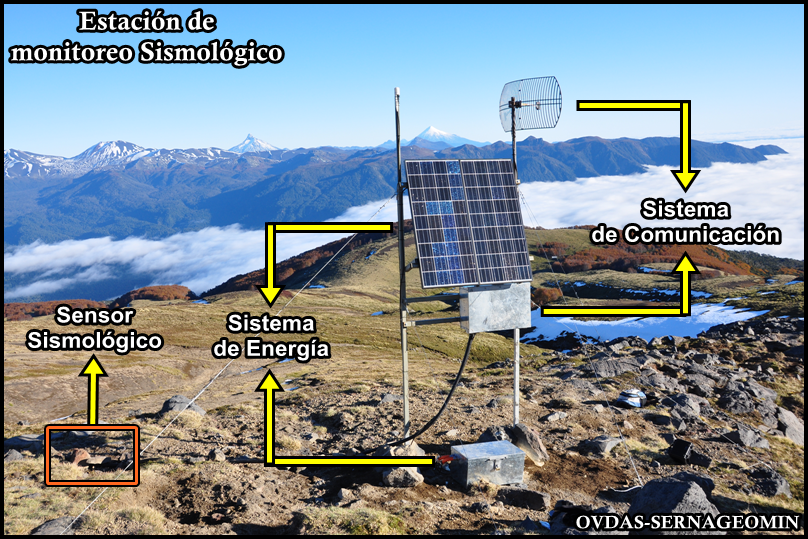 Estación de
monitoreo Sismológico
Sistema
de Comunicación
Sensor
Sismológico
Sistema
de Energía
OVDAS-SERNAGEOMIN